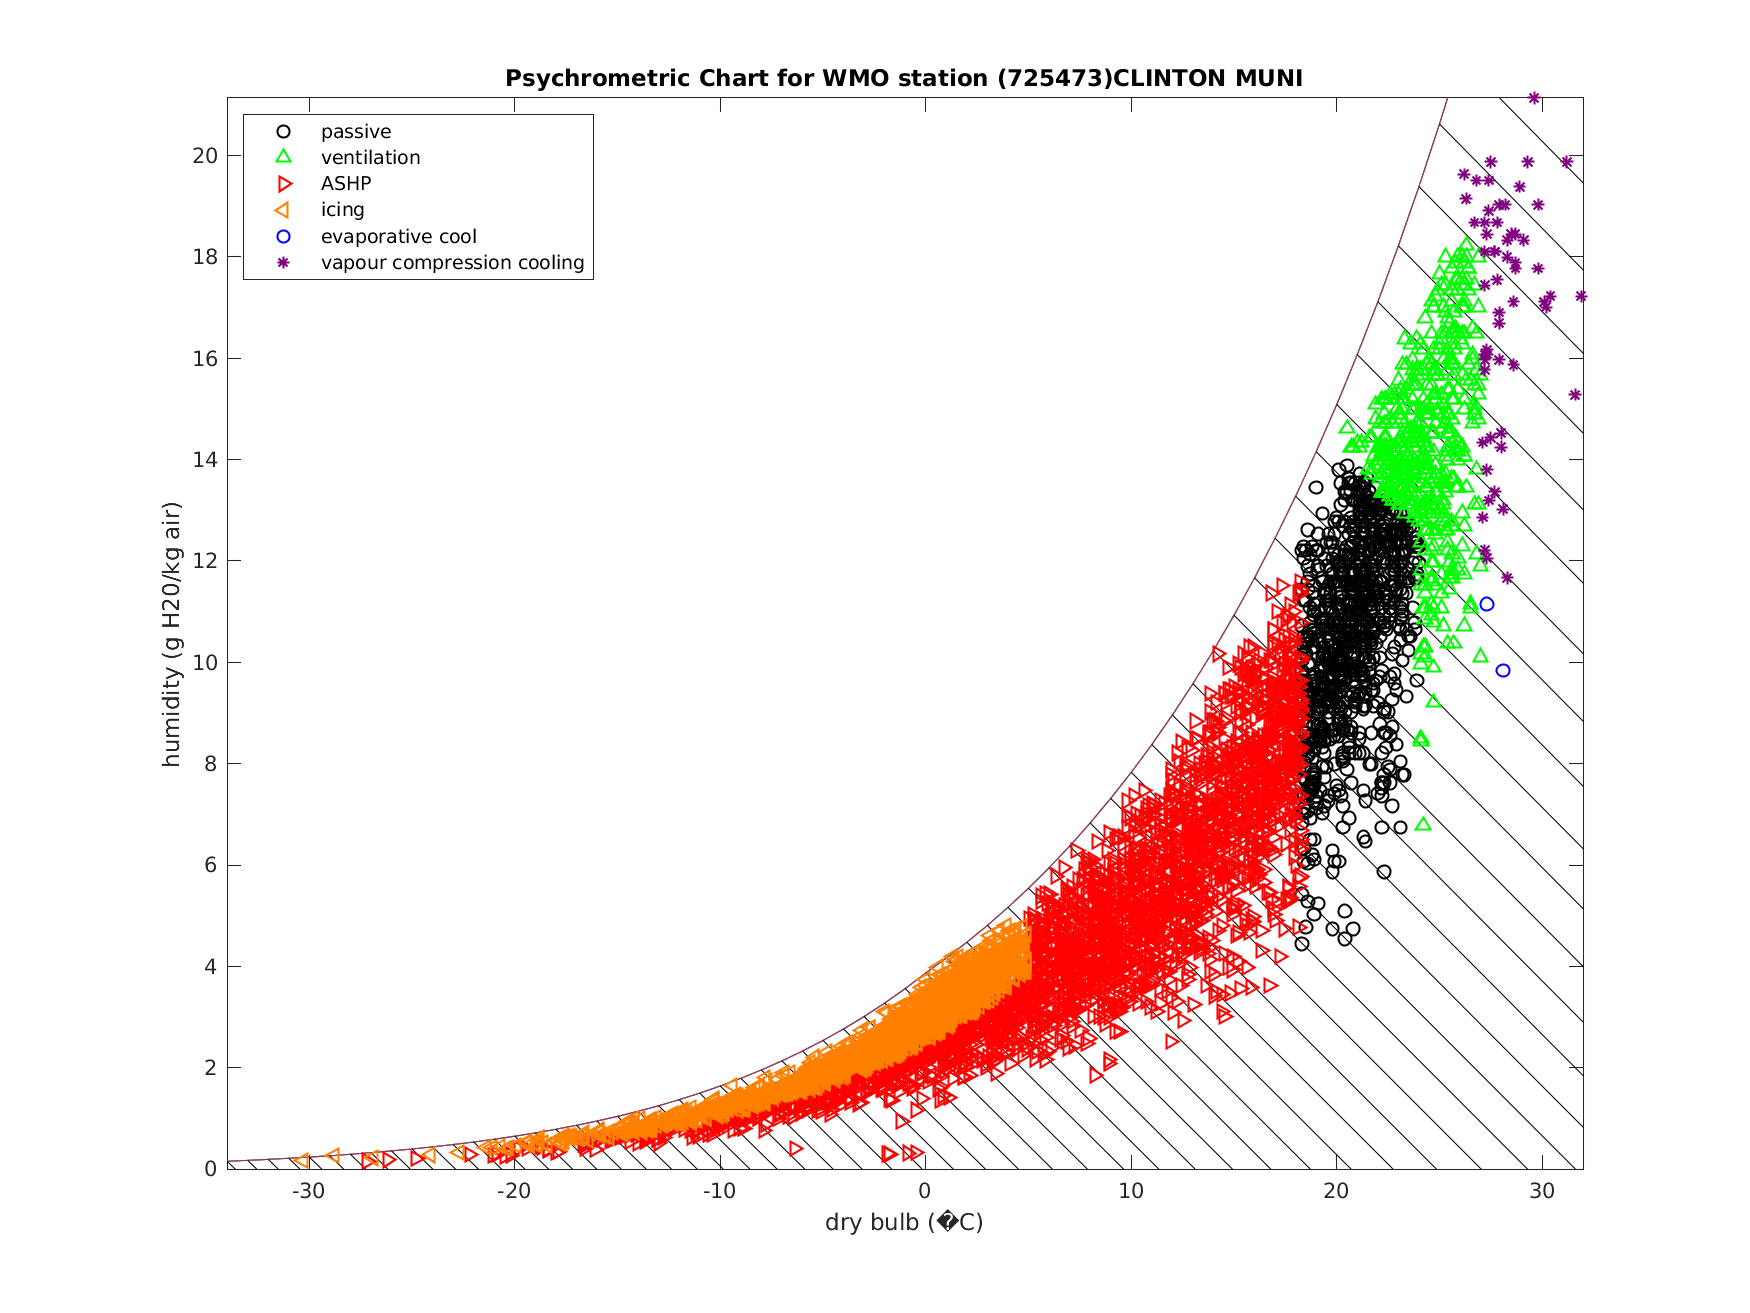 Psychrometric Chart for WMO station (725473)CLINTON MUNI
passive
ventilation
ASHP
icing
evaporative cool
vapour compression cooling
humidity (g H20/kg air)
20
18
16
14
12
10
8
6
4
2
0
-30 -20 -10 0 10 20 30
dry bulb (�C)